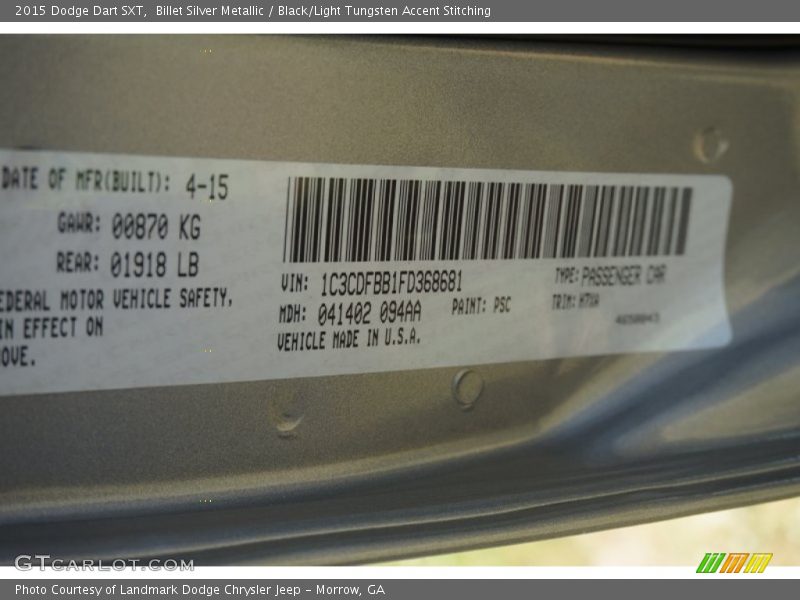 2015 Dodge Dart SXT,  Billet Silver Metallic / Black/Light Tungsten Accent Stitching
DATE OF MFR(BUILT): 4-15
GAWR: 00870 KG
REAR: 01918 LB
EDERAL MOTOR VEHICLE SAFETY,
IN EFFECT ON
OVE.
VIN: 1C3CDFBB1FD368681
TYPE: PASSENGER CAR
MDH: 041402 094AA
PAINT: PSC
TRIM: H7XA
VEHICLE MADE IN U.S.A.
GTCARLOT.COM
Photo Courtesy of Landmark Dodge Chrysler Jeep - Morrow, GA